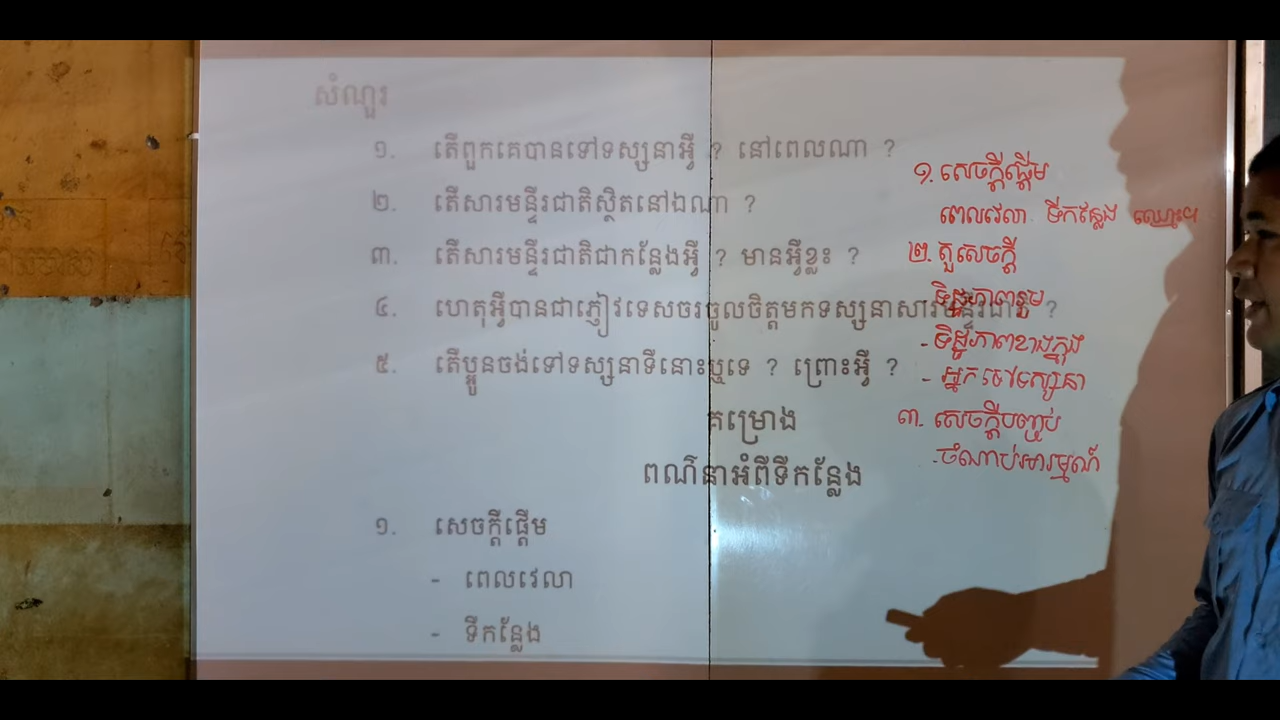 សំណួរ
១. តើពួកគេបានទៅទស្សនាអ្វី ? នៅពេលណា ?
២. តើសារមន្ទីរជាតិស្ថិតនៅឯណា ?
៣. តើសារមន្ទីរជាតិជាកន្លែងអ្វី ? មានអ្វីខ្លះ ?
៤. ហេតុអ្វីបានជាភ្ញៀវទេសចរចូលចិត្តមកទស្សនាសារមន្ទីរជាតិ ?
៥. តើប្អូនចង់ទៅទស្សនាទីនោះឬទេ ? ព្រោះអ្វី ?
គម្រោង
ពណ៌នាអំពីទីកន្លែង
១. សេចក្ដីផ្ដើម
- ពេលវេលា
- ទីកន្លែង
១. សេចក្ដីផ្ដើម
ពេលវេលា ទីកន្លែង ឈ្មោះ
២. តួសេចក្ដី
ទិដ្ឋភាពរួម
- ទិដ្ឋភាពខាងក្នុង
- អ្នកទៅទស្សនា
៣. សេចក្ដីបញ្ចប់
- ចំណាប់អារម្មណ៍